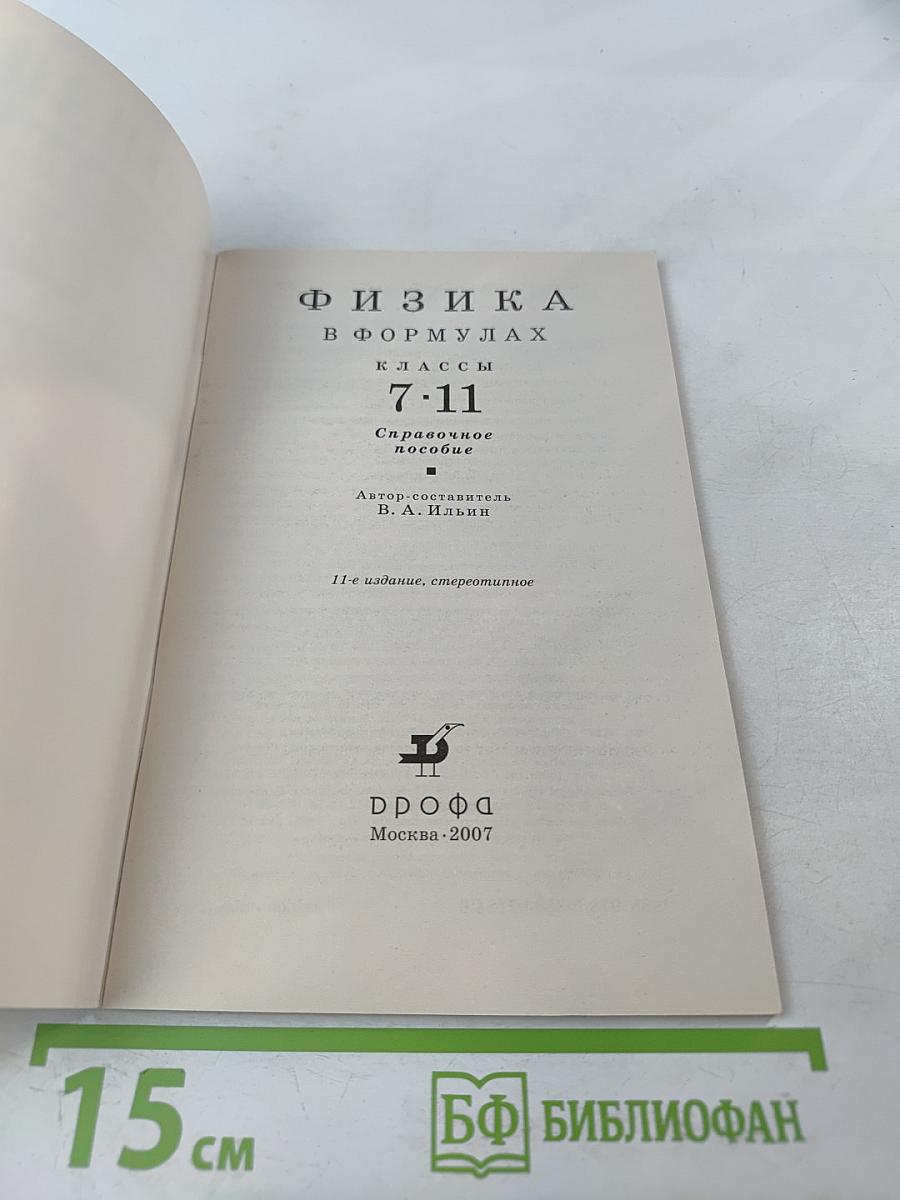 ФИЗИКА
В ФОРМУЛАХ
КЛАССЫ
7·11
Справочное
пособие
Автор-составитель
В. А. Ильин
11-е издание, стереотипное
ДРОФА
Москва·2007
15 см
БФ БИБЛИОФАН